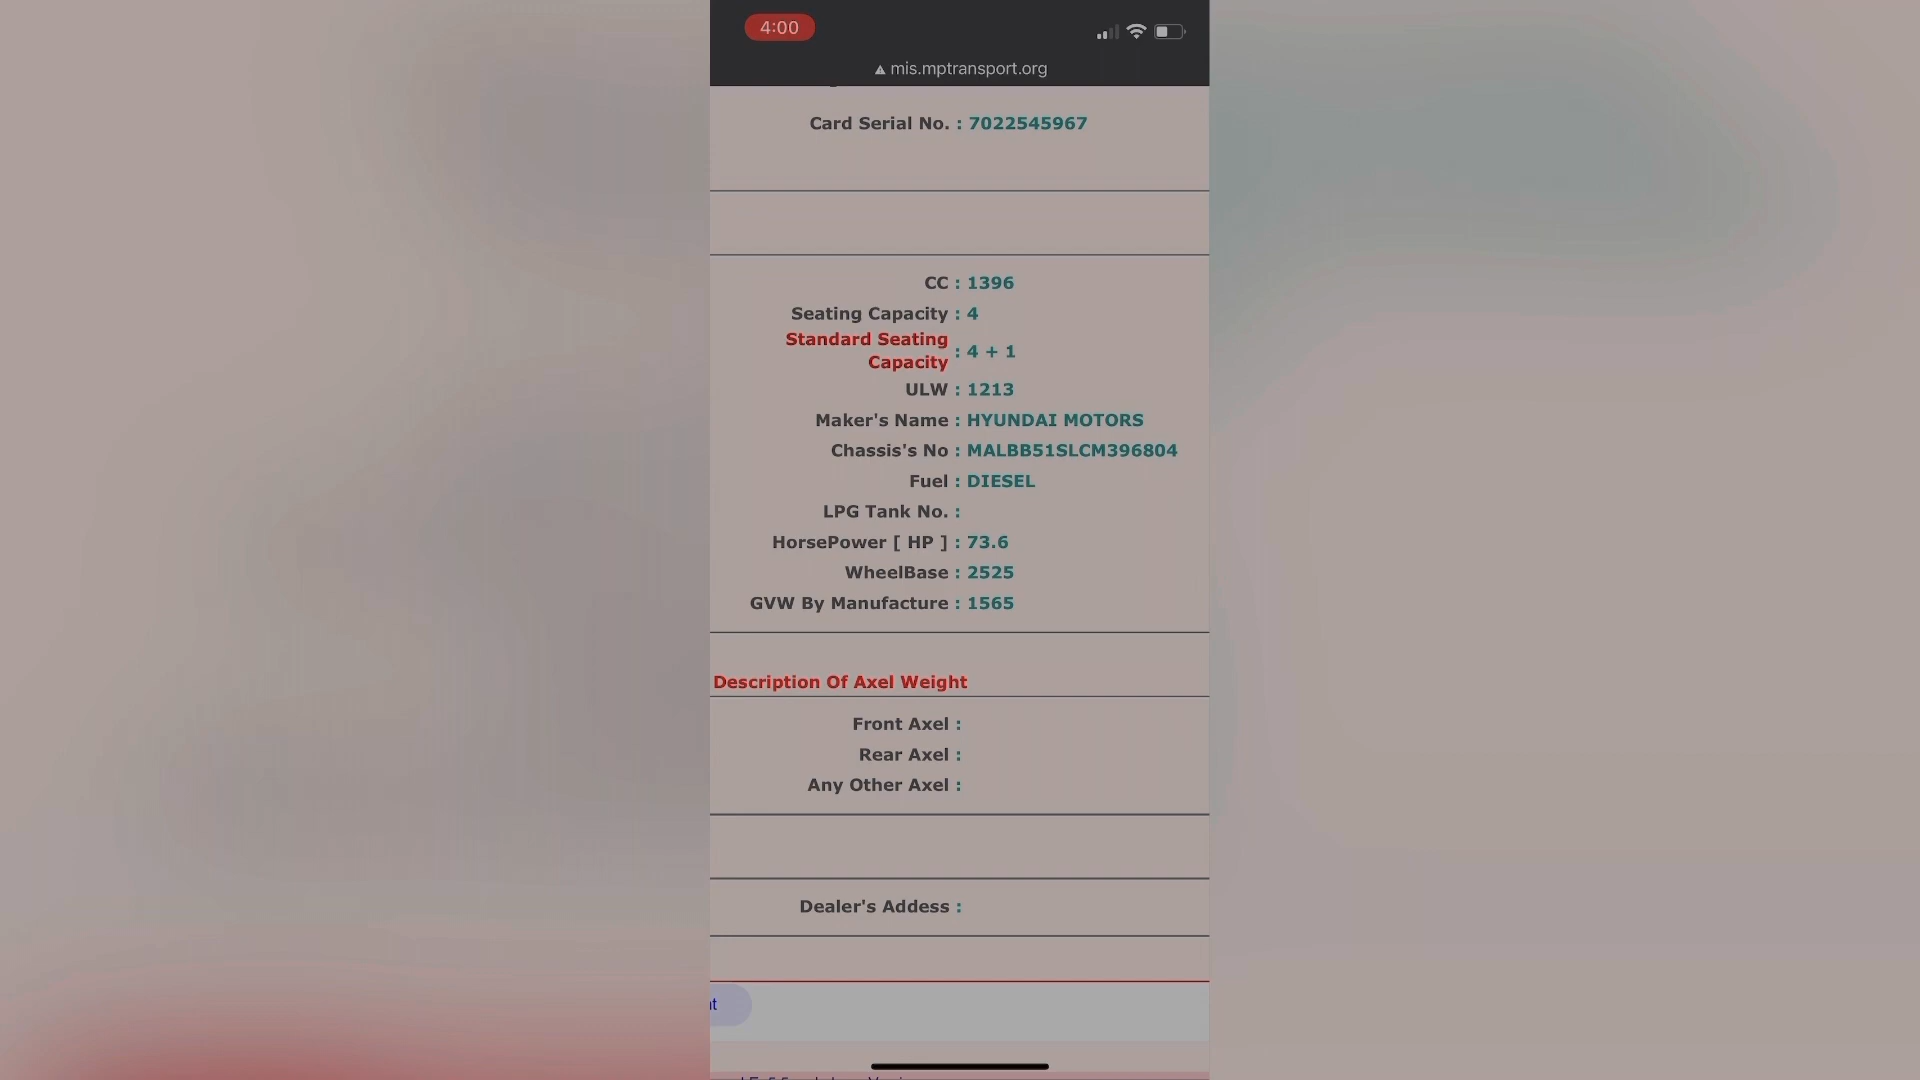 4:00
mis.mptransport.org
Card Serial No. : 7022545967
CC : 1396
Seating Capacity : 4
Standard Seating
Capacity : 4 + 1
ULW : 1213
Maker's Name : HYUNDAI MOTORS
Chassis's No : MALBB51SLCM396804
Fuel : DIESEL
LPG Tank No. :
HorsePower [ HP ] : 73.6
WheelBase : 2525
GVW By Manufacture : 1565
Description Of Axel Weight
Front Axel :
Rear Axel :
Any Other Axel :
Dealer's Addess :